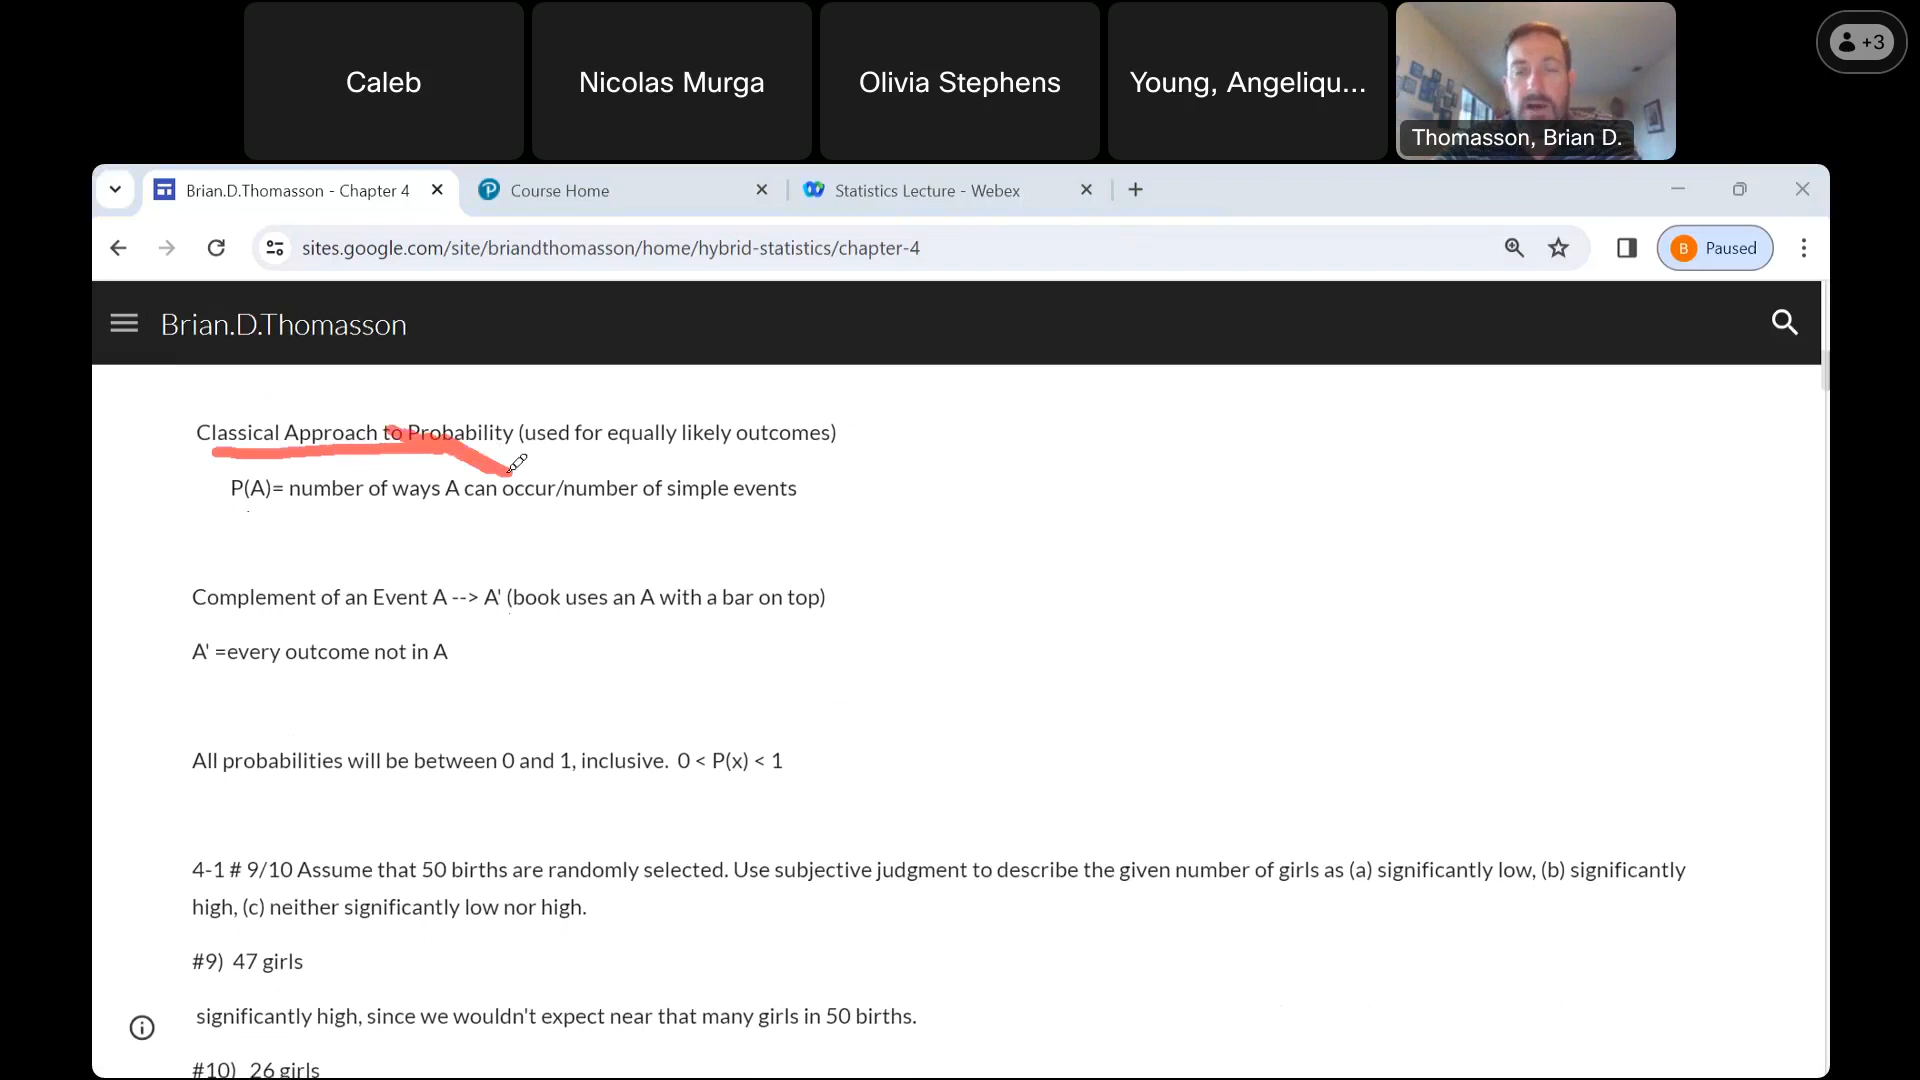 Caleb
Nicolas Murga
Olivia Stephens
Young, Angeliqu...
Thomasson, Brian D.
+3
Brian.D.Thomasson - Chapter 4
Course Home
Statistics Lecture - Webex
sites.google.com/site/briandthomasson/home/hybrid-statistics/chapter-4
B Paused
Brian.D.Thomasson
Classical Approach to Probability (used for equally likely outcomes)
P(A)= number of ways A can occur/number of simple events
Complement of an Event A --> A' (book uses an A with a bar on top)
A' =every outcome not in A
All probabilities will be between 0 and 1, inclusive.  0 < P(x) < 1
4-1 # 9/10 Assume that 50 births are randomly selected. Use subjective judgment to describe the given number of girls as (a) significantly low, (b) significantly
high, (c) neither significantly low nor high.
#9)  47 girls
significantly high, since we wouldn't expect near that many girls in 50 births.
#10)  26 girls